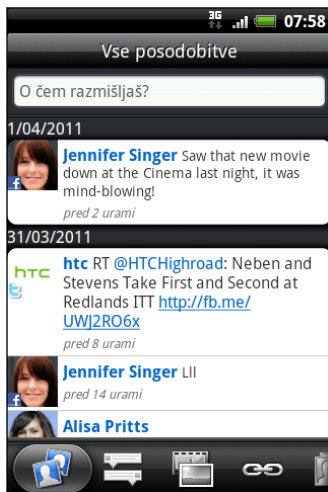 3G
07:58
Vse posodobitve
O čem razmišljaš?
1/04/2011
Jennifer Singer Saw that new movie
down at the Cinema last night, it was
mind-blowing!
pred 2 urami
31/03/2011
hTC
htc RT @HTCHighroad: Neben and
Stevens Take First and Second at
Redlands ITT http://fb.me/
UWJ2RO6x
pred 8 urami
Jennifer Singer Lll
pred 14 urami
Alisa Pritts